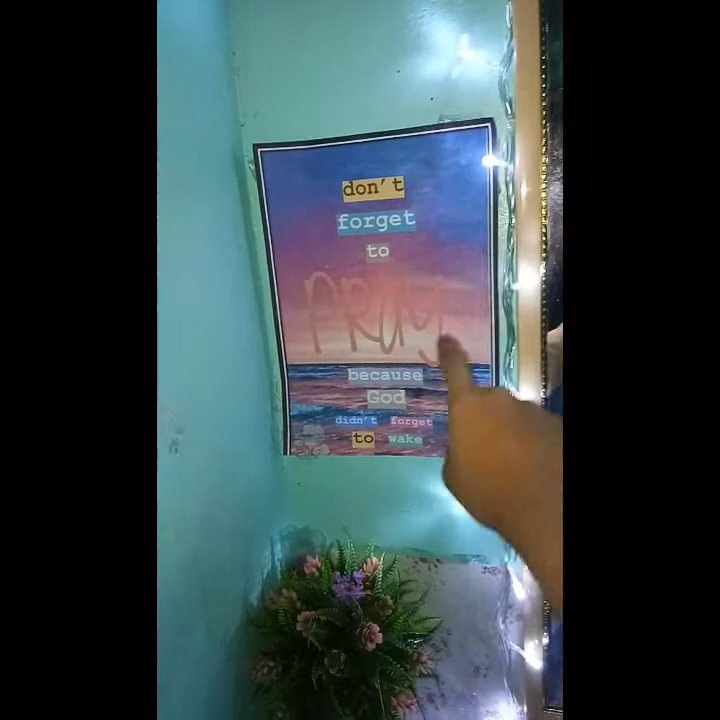 don't
forget
to
PRAY
because
God
didn't forget
to wake